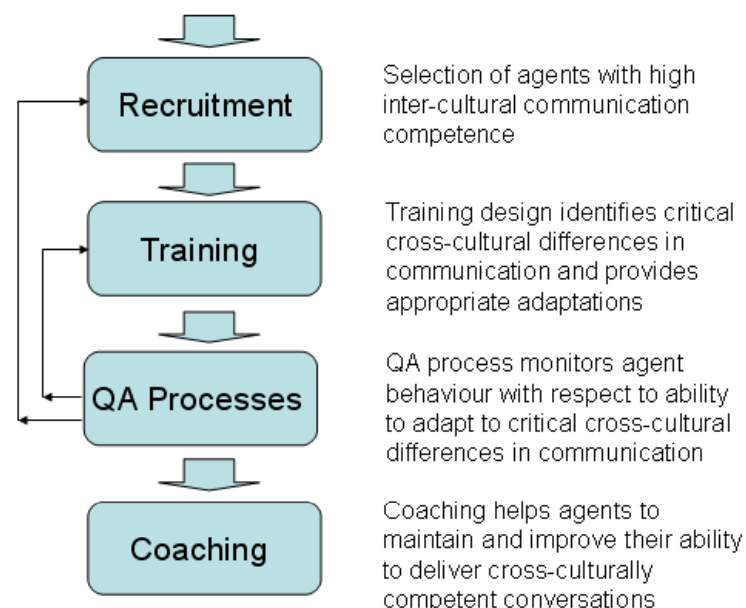 Recruitment
Selection of agents with high
inter-cultural communication
competence
Training
Training design identifies critical
cross-cultural differences in
communication and provides
appropriate adaptations
QA Processes
QA process monitors agent
behaviour with respect to ability
to adapt to critical cross-cultural
differences in communication
Coaching
Coaching helps agents to
maintain and improve their ability
to deliver cross-culturally
competent conversations